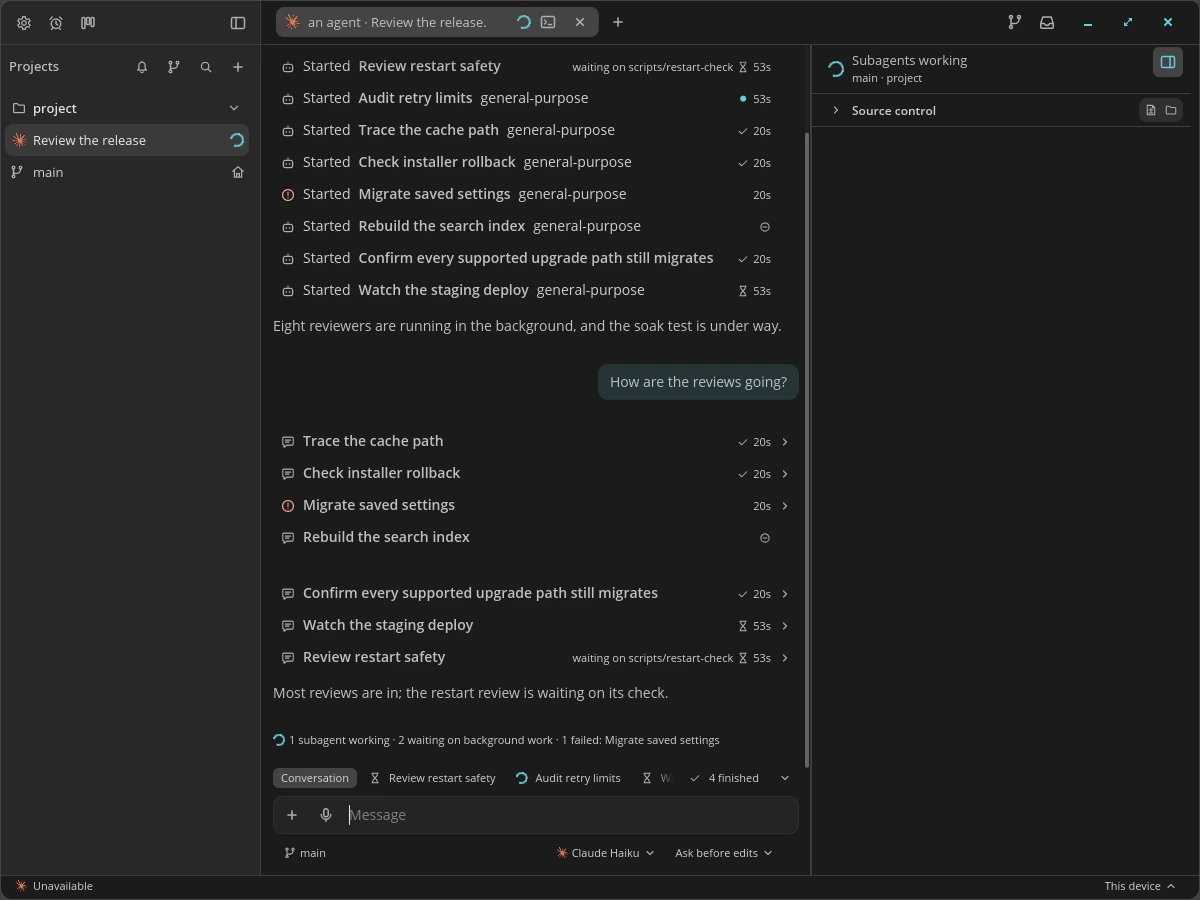 an agent · Review the release.
Projects
project
Review the release
main
Started Review restart safety waiting on scripts/restart-check 53s
Started Audit retry limits general-purpose 53s
Started Trace the cache path general-purpose 20s
Started Check installer rollback general-purpose 20s
Started Migrate saved settings general-purpose 20s
Started Rebuild the search index general-purpose
Started Confirm every supported upgrade path still migrates 20s
Started Watch the staging deploy general-purpose 53s
Eight reviewers are running in the background, and the soak test is under way.
How are the reviews going?
Trace the cache path 20s
Check installer rollback 20s
Migrate saved settings 20s
Rebuild the search index
Confirm every supported upgrade path still migrates 20s
Watch the staging deploy 53s
Review restart safety waiting on scripts/restart-check 53s
Most reviews are in; the restart review is waiting on its check.
1 subagent working · 2 waiting on background work · 1 failed: Migrate saved settings
Conversation Review restart safety Audit retry limits 4 finished
Message
main Claude Haiku Ask before edits
Subagents working
main · project
Source control
Unavailable
This device